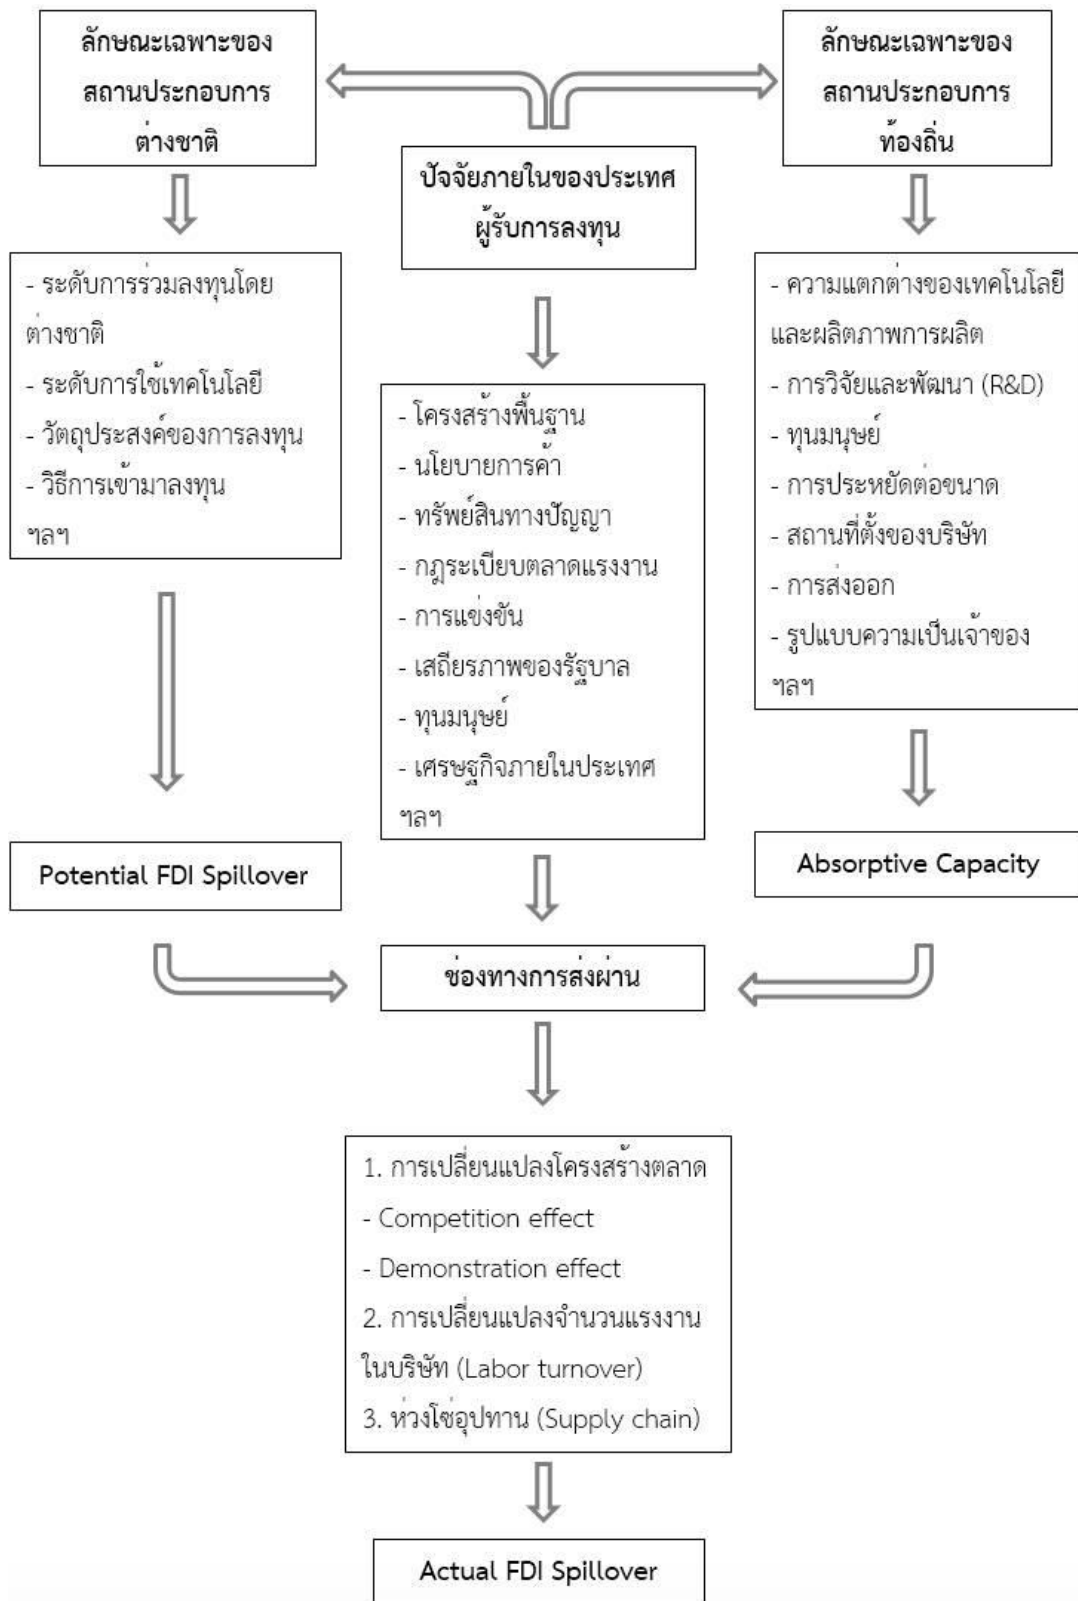 ลักษณะเฉพาะของ
สถานประกอบการ
ต่างชาติ
ลักษณะเฉพาะของ
สถานประกอบการ
ท้องถิ่น
ปัจจัยภายในของประเทศ
ผู้รับการลงทุน
- ระดับการร่วมลงทุนโดย
ต่างชาติ
- ระดับการใช้เทคโนโลยี
- วัตถุประสงค์ของการลงทุน
- วิธีการเข้ามาลงทุน
ฯลฯ
- โครงสร้างพื้นฐาน
- นโยบายการค้า
- ทรัพย์สินทางปัญญา
- กฎระเบียบตลาดแรงงาน
- การแข่งขัน
- เสถียรภาพของรัฐบาล
- ทุนมนุษย์
- เศรษฐกิจภายในประเทศ
ฯลฯ
- ความแตกต่างของเทคโนโลยี
และผลิตภาพการผลิต
- การวิจัยและพัฒนา (R&D)
- ทุนมนุษย์
- การประหยัดต่อขนาด
- สถานที่ตั้งของบริษัท
- การส่งออก
- รูปแบบความเป็นเจ้าของ
ฯลฯ
Potential FDI Spillover
Absorptive Capacity
ช่องทางการส่งผ่าน
1. การเปลี่ยนแปลงโครงสร้างตลาด
- Competition effect
- Demonstration effect
2. การเปลี่ยนแปลงจำนวนแรงงาน
ในบริษัท (Labor turnover)
3. ห่วงโซ่อุปทาน (Supply chain)
Actual FDI Spillover